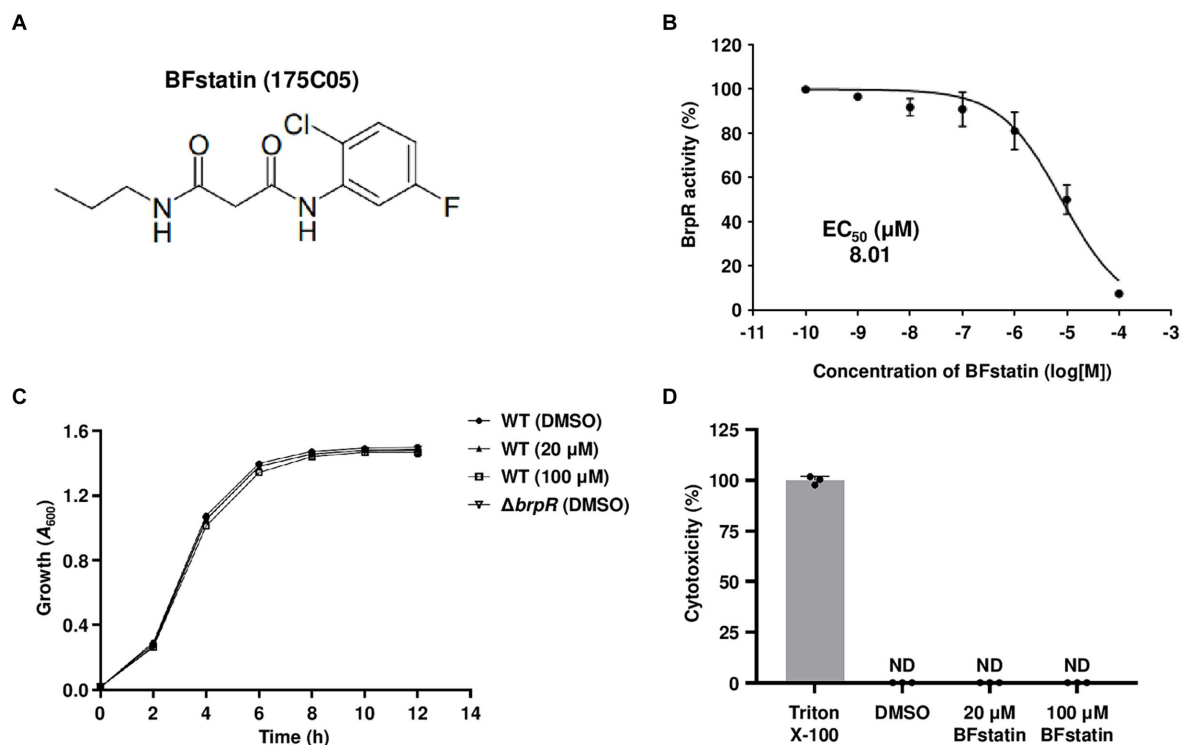 A
BFstatin (175C05)
Cl
O
O
N
H
N
H
F
B
120
100
80
60
40
20
0
BrpR activity (%)
EC₅₀ (µM)
8.01
-11 -10 -9 -8 -7 -6 -5 -4 -3
Concentration of BFstatin (log[M])
C
1.6
1.2
0.8
0.4
0.0
Growth (A₆₀₀)
0 2 4 6 8 10 12 14
Time (h)
WT (DMSO)
WT (20 µM)
WT (100 µM)
ΔbrpR (DMSO)
D
125
100
75
50
25
0
Cytotoxicity (%)
ND ND ND
Triton X-100
DMSO
20 µM BFstatin
100 µM BFstatin